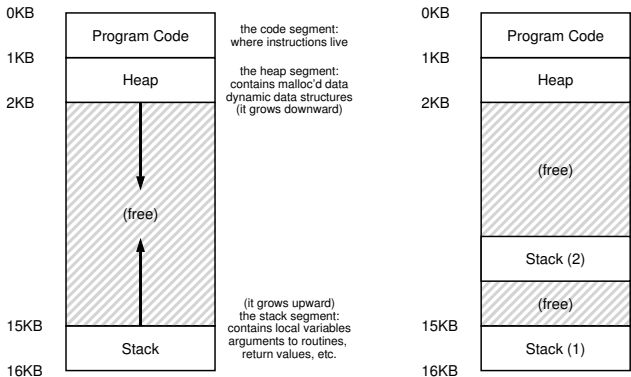 0KB
Program Code
the code segment:
where instructions live
1KB
Heap
the heap segment:
contains malloc'd data
dynamic data structures
(it grows downward)
2KB
(free)
(it grows upward)
the stack segment:
contains local variables
arguments to routines,
return values, etc.
15KB
Stack
16KB
0KB
Program Code
1KB
Heap
2KB
(free)
Stack (2)
(free)
15KB
Stack (1)
16KB